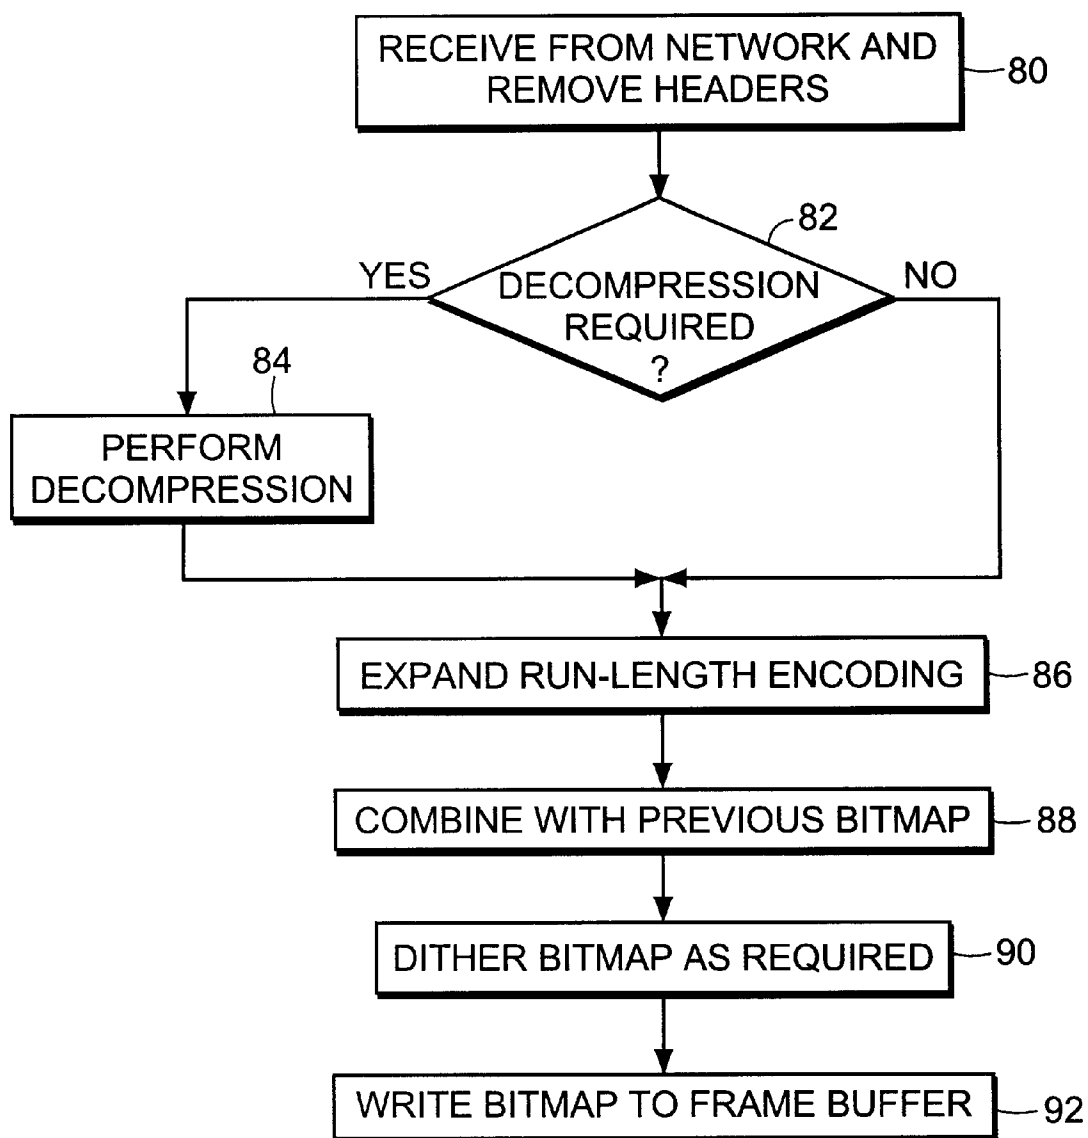 RECEIVE FROM NETWORK AND
REMOVE HEADERS
80
82
YES
NO
DECOMPRESSION
REQUIRED
?
84
PERFORM
DECOMPRESSION
EXPAND RUN-LENGTH ENCODING
86
COMBINE WITH PREVIOUS BITMAP
88
DITHER BITMAP AS REQUIRED
90
WRITE BITMAP TO FRAME BUFFER
92